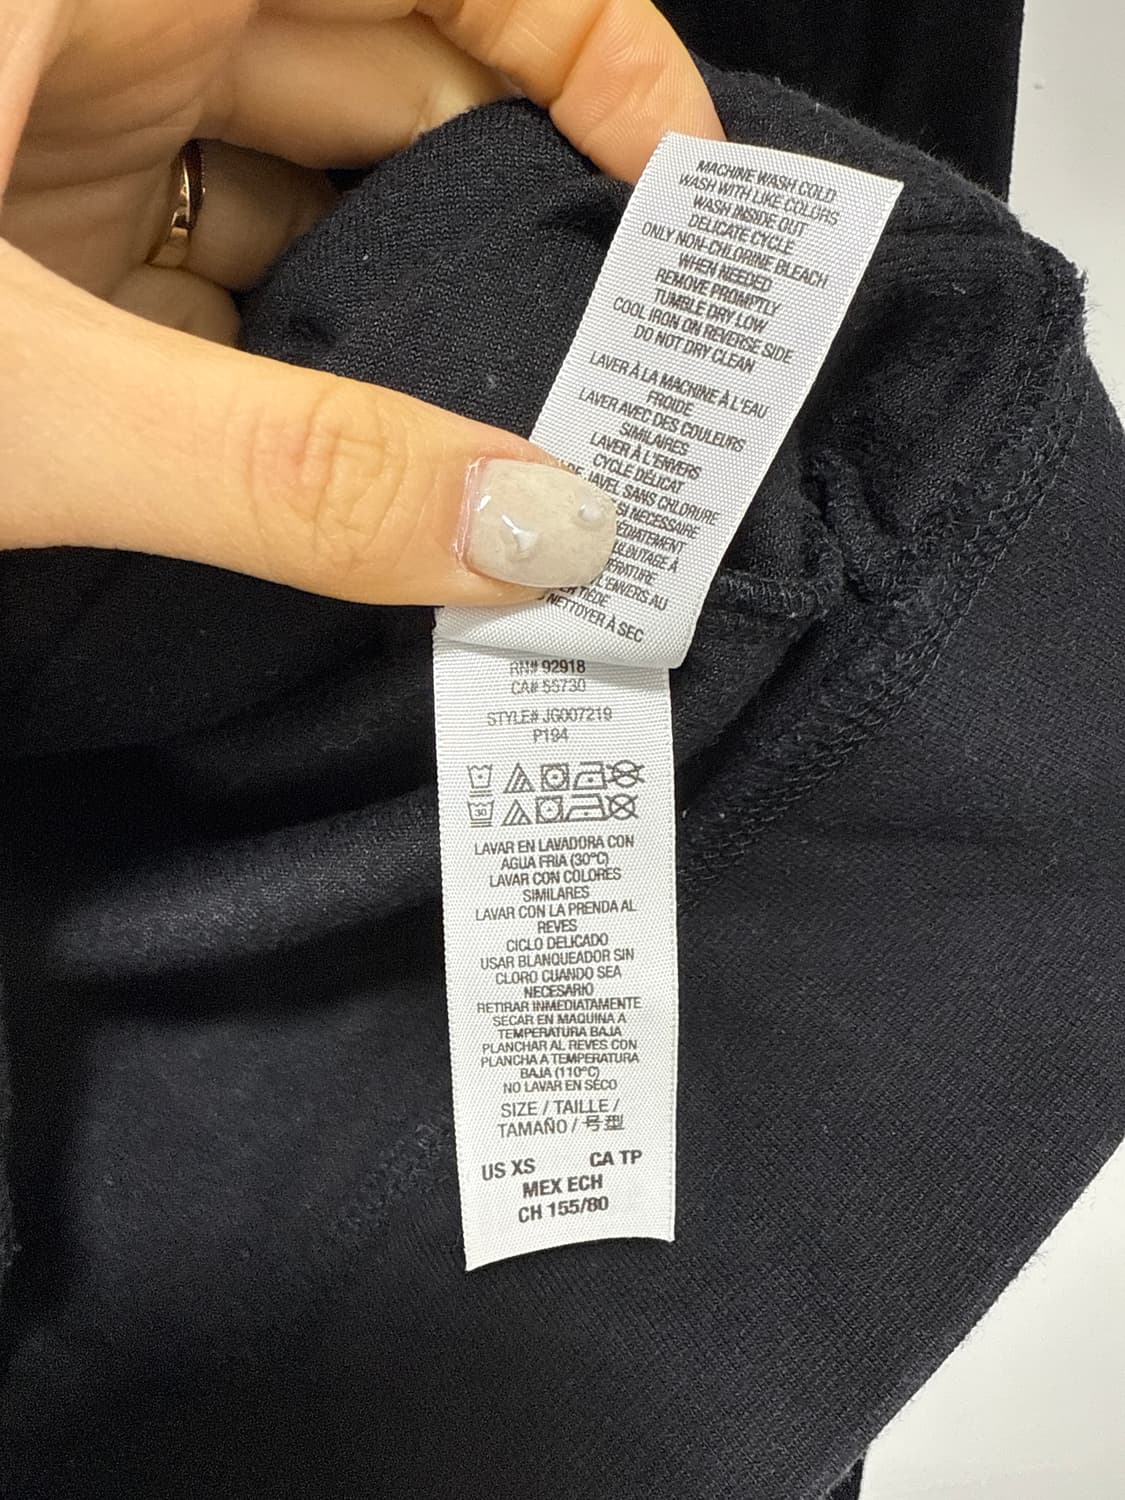 MACHINE WASH COLD
WASH WITH LIKE COLORS
WASH INSIDE OUT
DELICATE CYCLE
ONLY NON-CHLORINE BLEACH
WHEN NEEDED
REMOVE PROMPTLY
TUMBLE DRY LOW
COOL IRON ON REVERSE SIDE
DO NOT DRY CLEAN
LAVER À LA MACHINE À L'EAU
FROIDE
LAVER AVEC DES COULEURS
SIMILAIRES
LAVER À L'ENVERS
CYCLE DÉLICAT
JAVEL SANS CHLORURE
SI NECESSAIRE
À
L'ENVERS AU
TIÈDE
NETTOYER À SEC
RN# 92918
CA# 55730
STYLE# JG007219
P194
30
LAVAR EN LAVADORA CON
AGUA FRIA (30°C)
LAVAR CON COLORES
SIMILARES
LAVAR CON LA PRENDA AL
REVES
CICLO DELICADO
USAR BLANQUEADOR SIN
CLORO CUANDO SEA
NECESARIO
RETIRAR INMEDIATAMENTE
SECAR EN MAQUINA A
TEMPERATURA BAJA
PLANCHAR AL REVES CON
PLANCHA A TEMPERATURA
BAJA (110°C)
NO LAVAR EN SECO
SIZE / TAILLE /
TAMAÑO / 号型
US XS CA TP
MEX ECH
CH 155/80